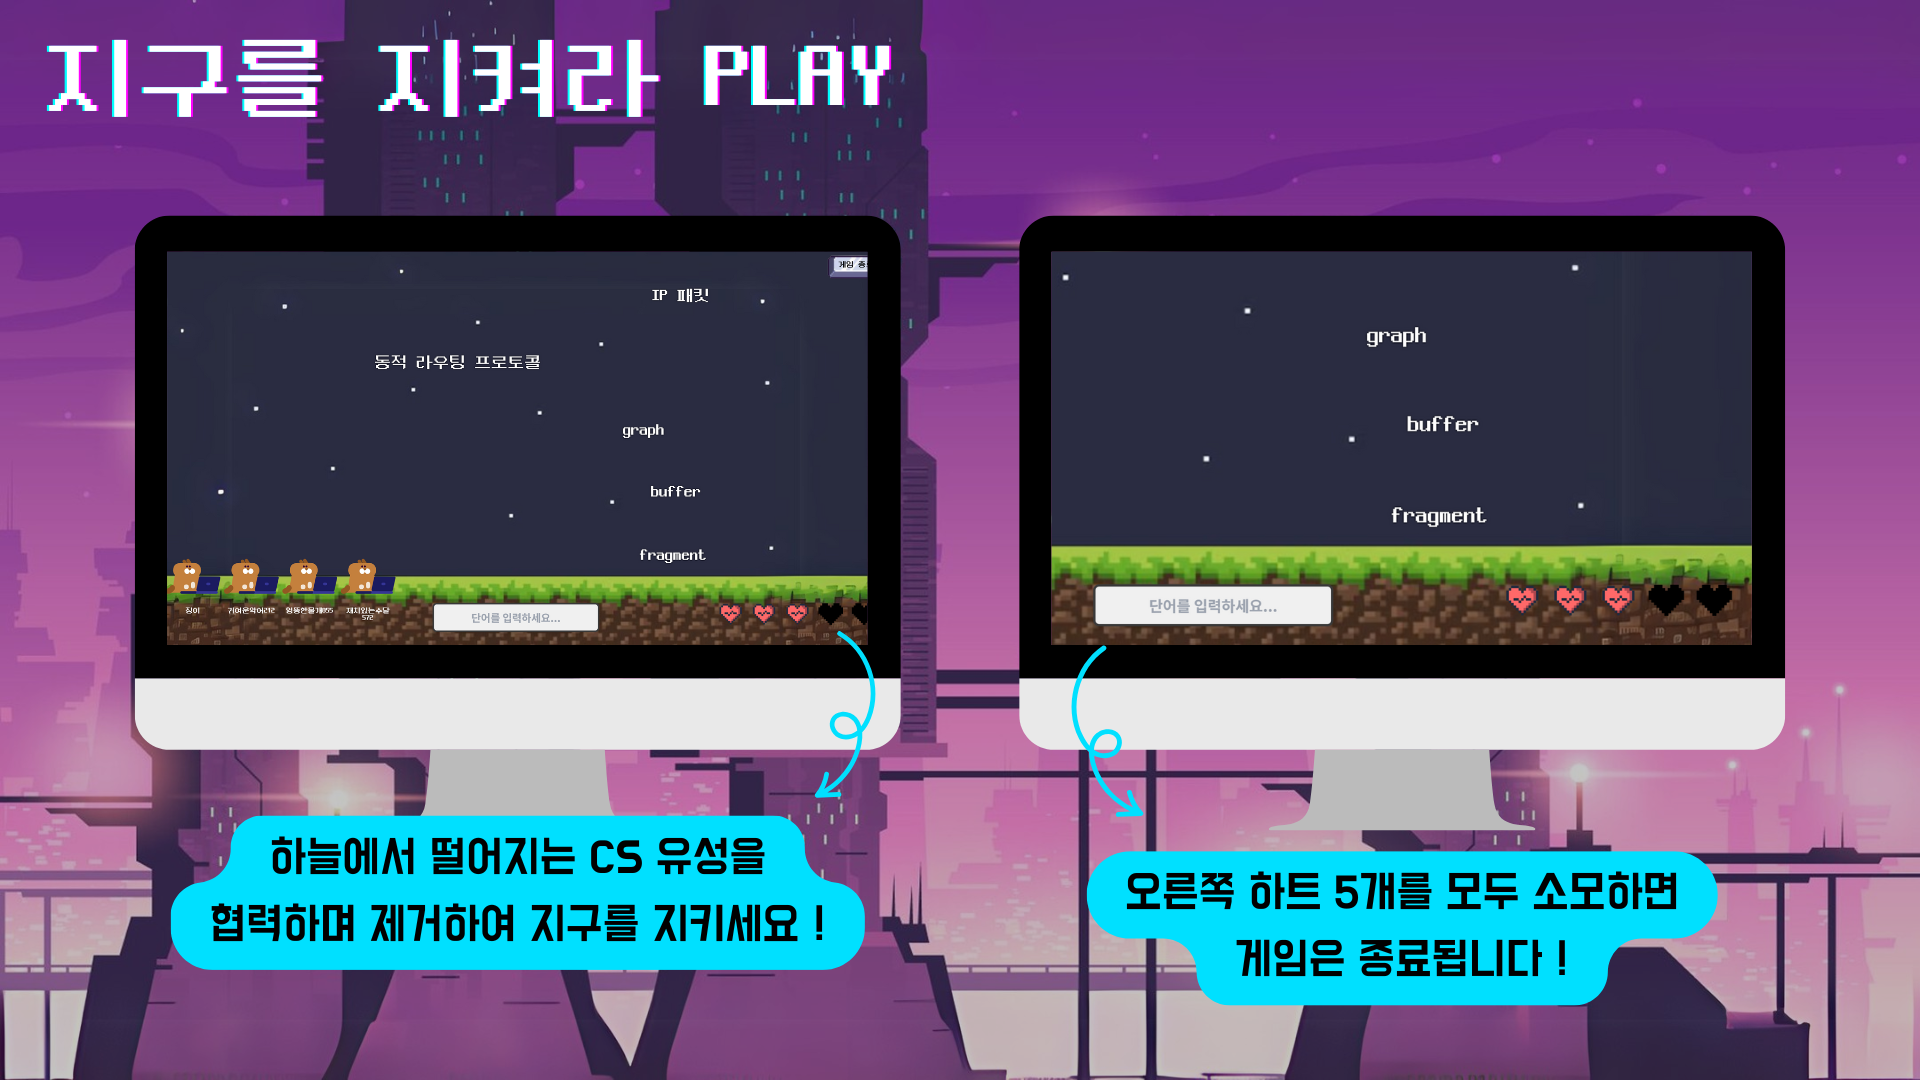 지구를 지켜라 PLAY
게임 종
IP 패킷
동적 라우팅 프로토콜
graph
buffer
fragment
징이
572
단어를 입력하세요...
graph
buffer
fragment
단어를 입력하세요...
하늘에서 떨어지는 CS 유성을
협력하며 제거하여 지구를 지키세요 !
오른쪽 하트 5개를 모두 소모하면
게임은 종료됩니다 !